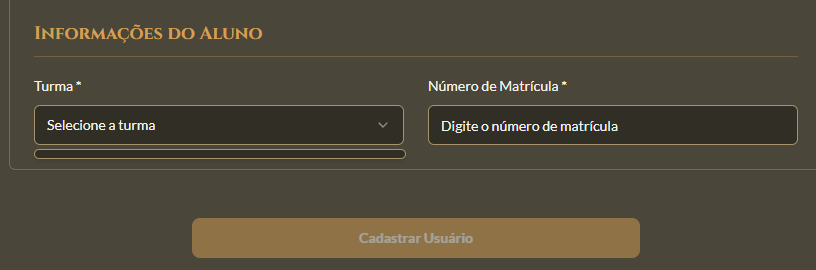 Informações do Aluno
Turma *
Número de Matrícula *
Selecione a turma
Digite o número de matrícula
Cadastrar Usuário